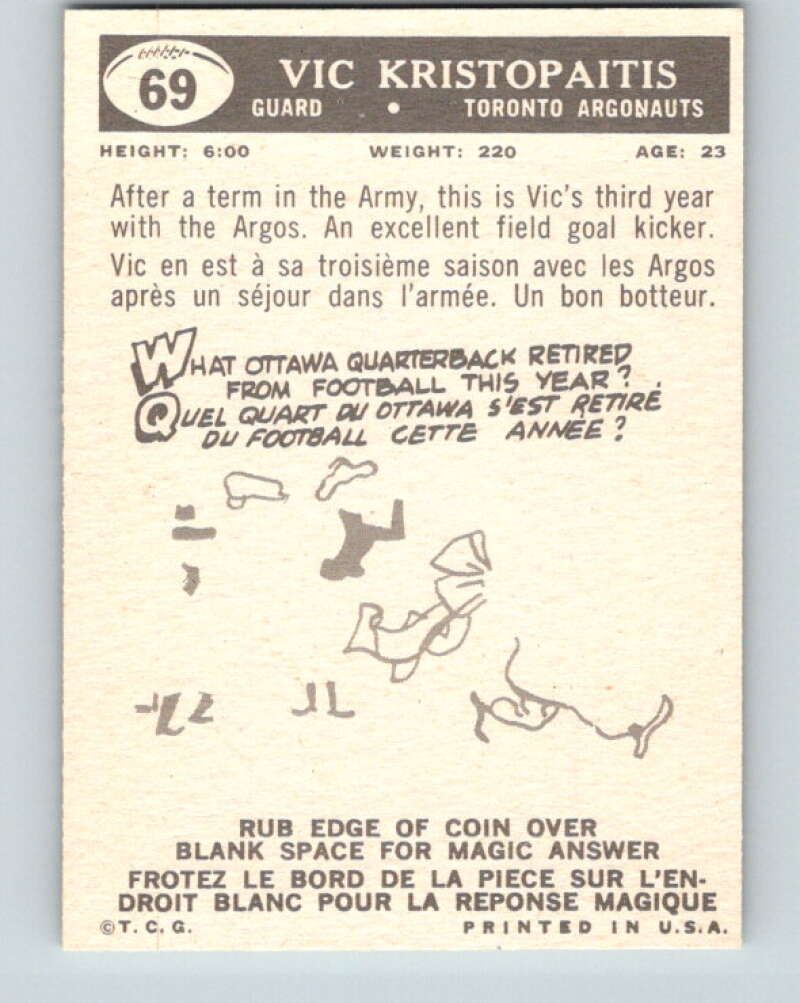 69
VIC KRISTOPAITIS
GUARD • TORONTO ARGONAUTS
HEIGHT: 6:00 WEIGHT: 220 AGE: 23
After a term in the Army, this is Vic's third year
with the Argos. An excellent field goal kicker.
Vic en est à sa troisième saison avec les Argos
après un séjour dans l'armée. Un bon botteur.
WHAT OTTAWA QUARTERBACK RETIRED
FROM FOOTBALL THIS YEAR?
QUEL QUART DU OTTAWA S'EST RETIRÉ
DU FOOTBALL CETTE ANNÉE?
RUB EDGE OF COIN OVER
BLANK SPACE FOR MAGIC ANSWER
FROTEZ LE BORD DE LA PIECE SUR L'EN-
DROIT BLANC POUR LA REPONSE MAGIQUE
©T. C. G. PRINTED IN U.S.A.